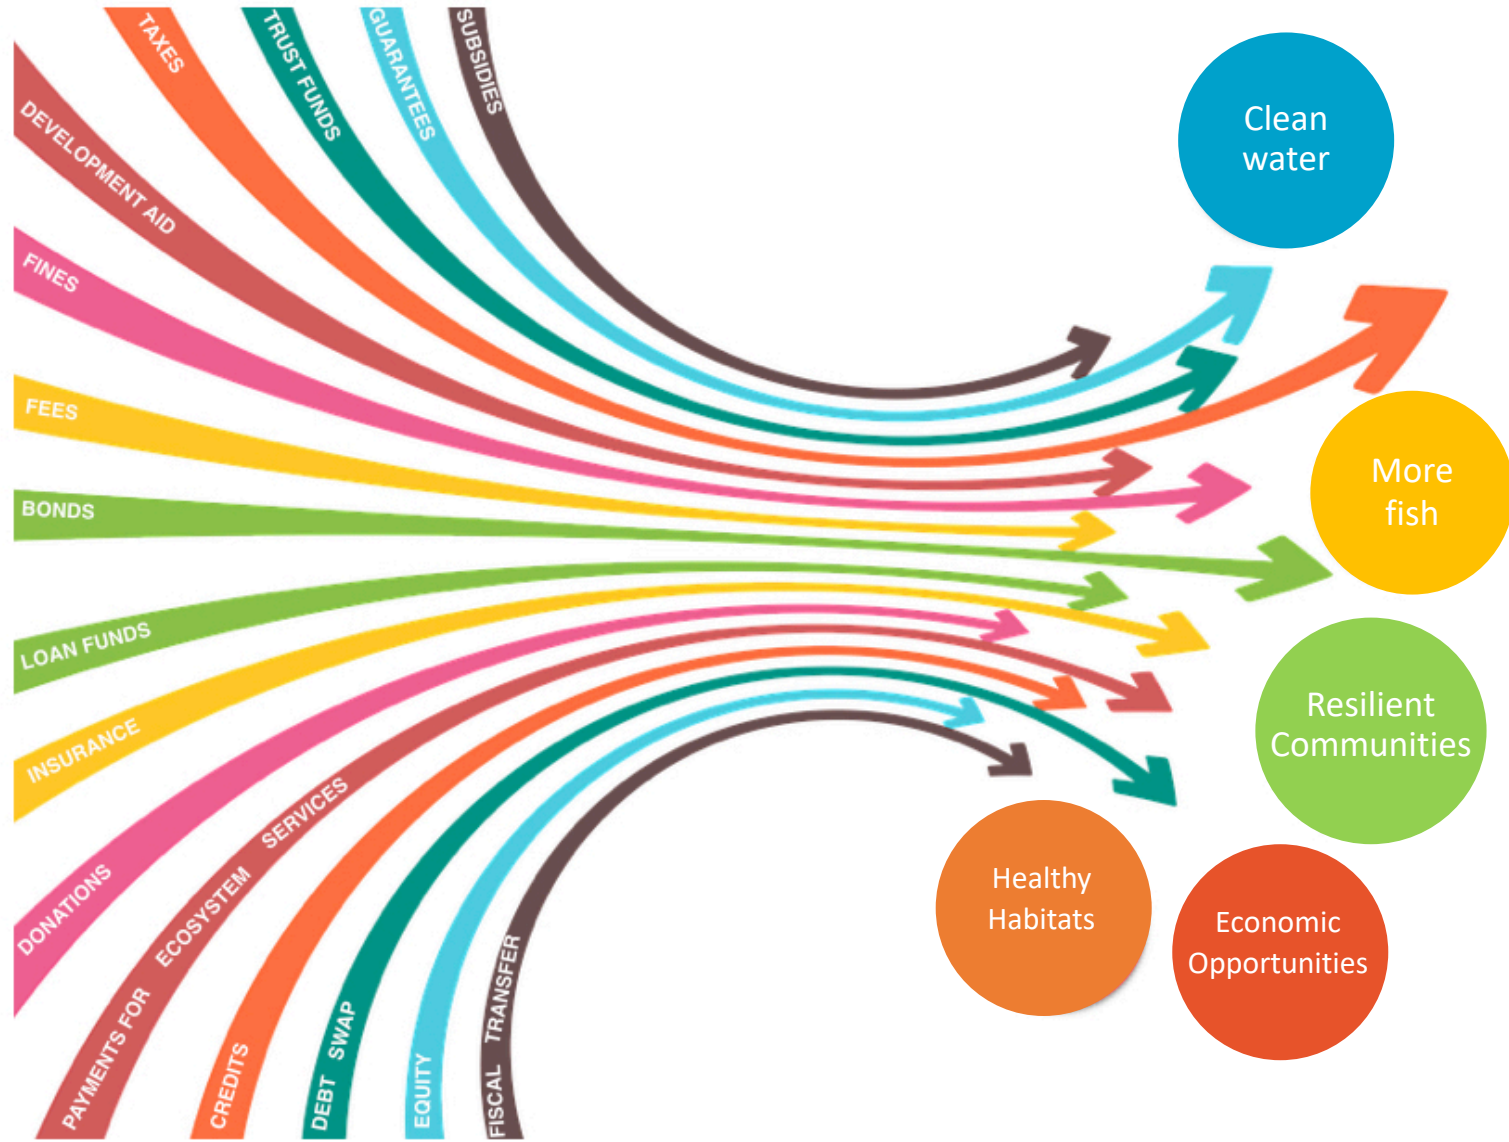 SUBSIDIES
GUARANTEES
TRUST FUNDS
TAXES
DEVELOPMENT AID
FINES
FEES
BONDS
LOAN FUNDS
INSURANCE
DONATIONS
PAYMENTS FOR ECOSYSTEM SERVICES
CREDITS
DEBT SWAP
EQUITY
FISCAL TRANSFER
Clean
water
More
fish
Resilient
Communities
Healthy
Habitats
Economic
Opportunities